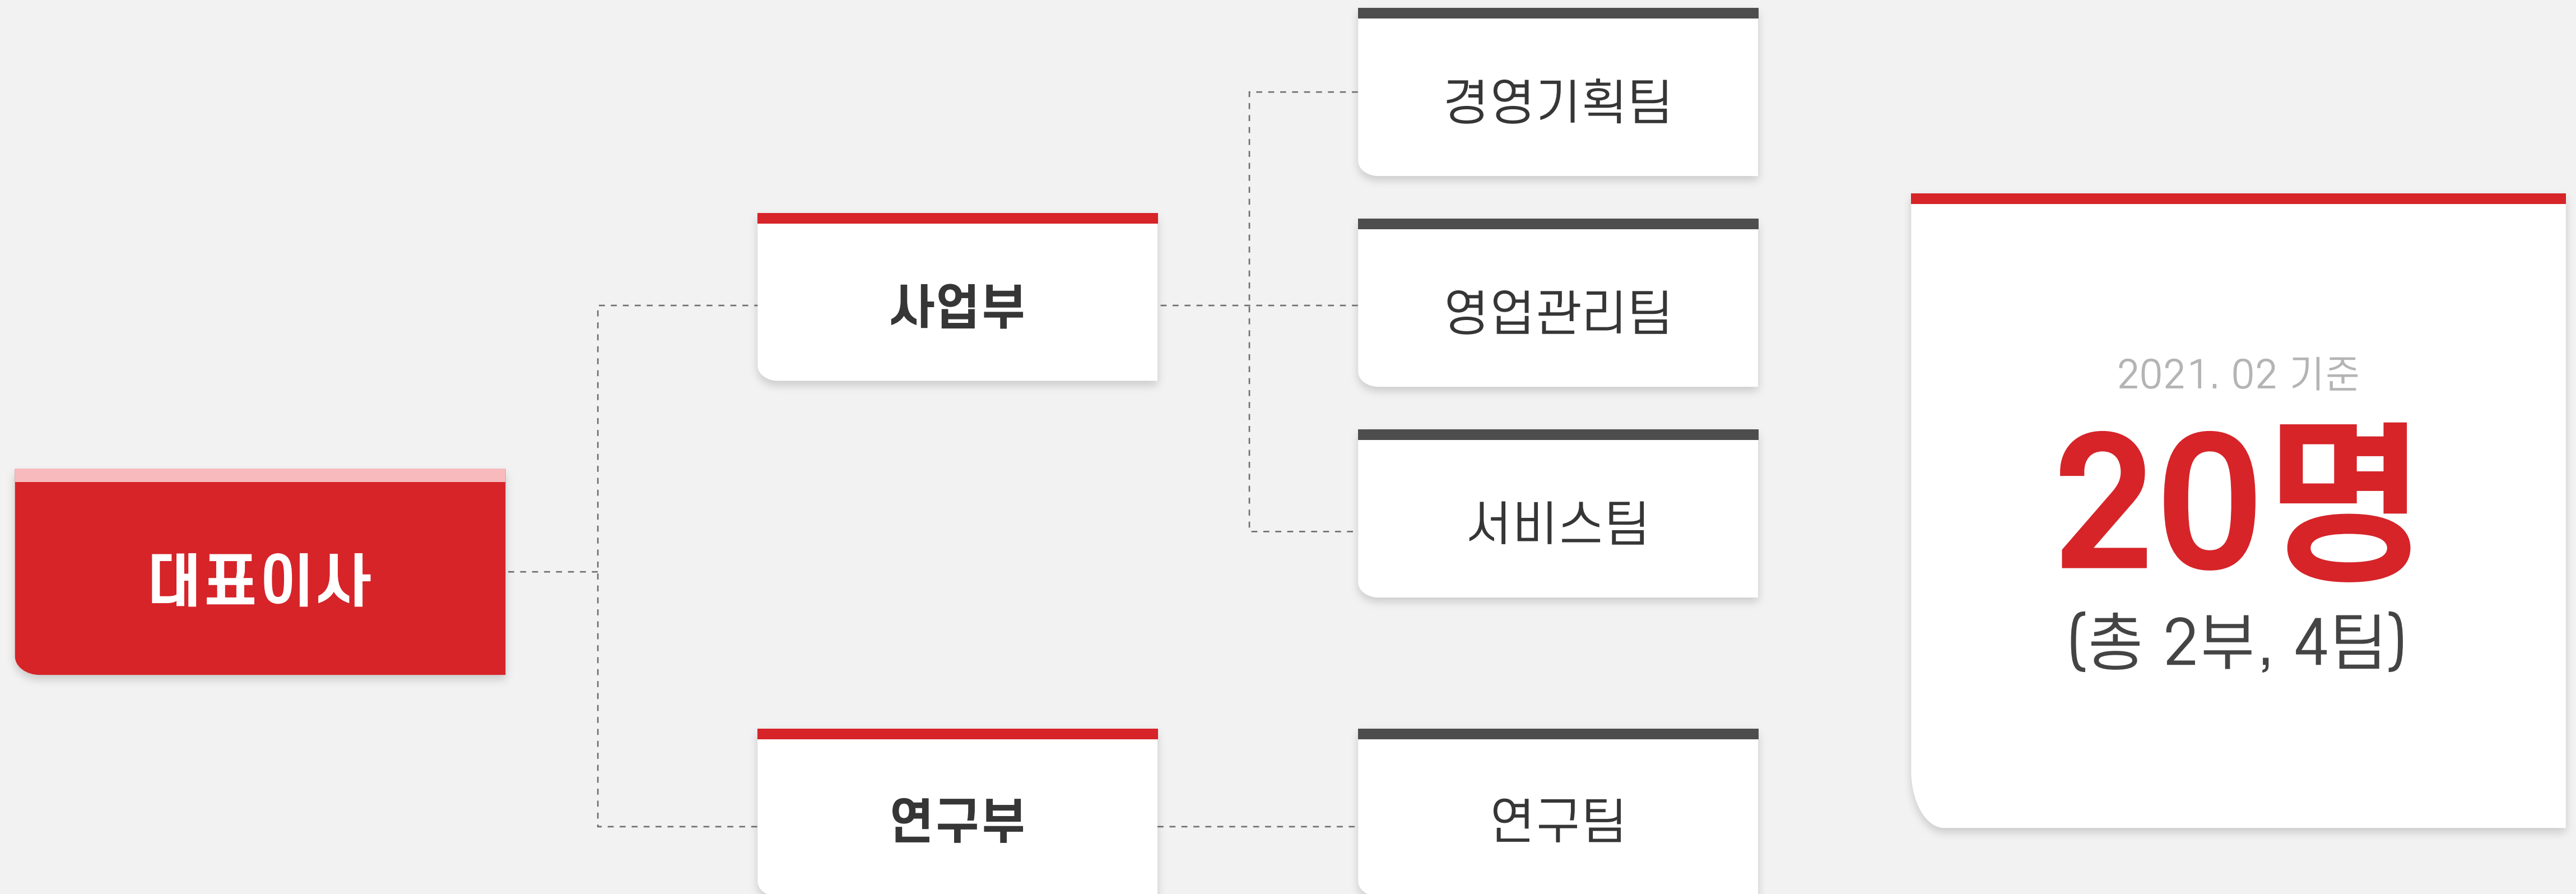 대표이사
사업부
연구부
경영기획팀
영업관리팀
서비스팀
연구팀
2021. 02 기준
20명
(총 2부, 4팀)